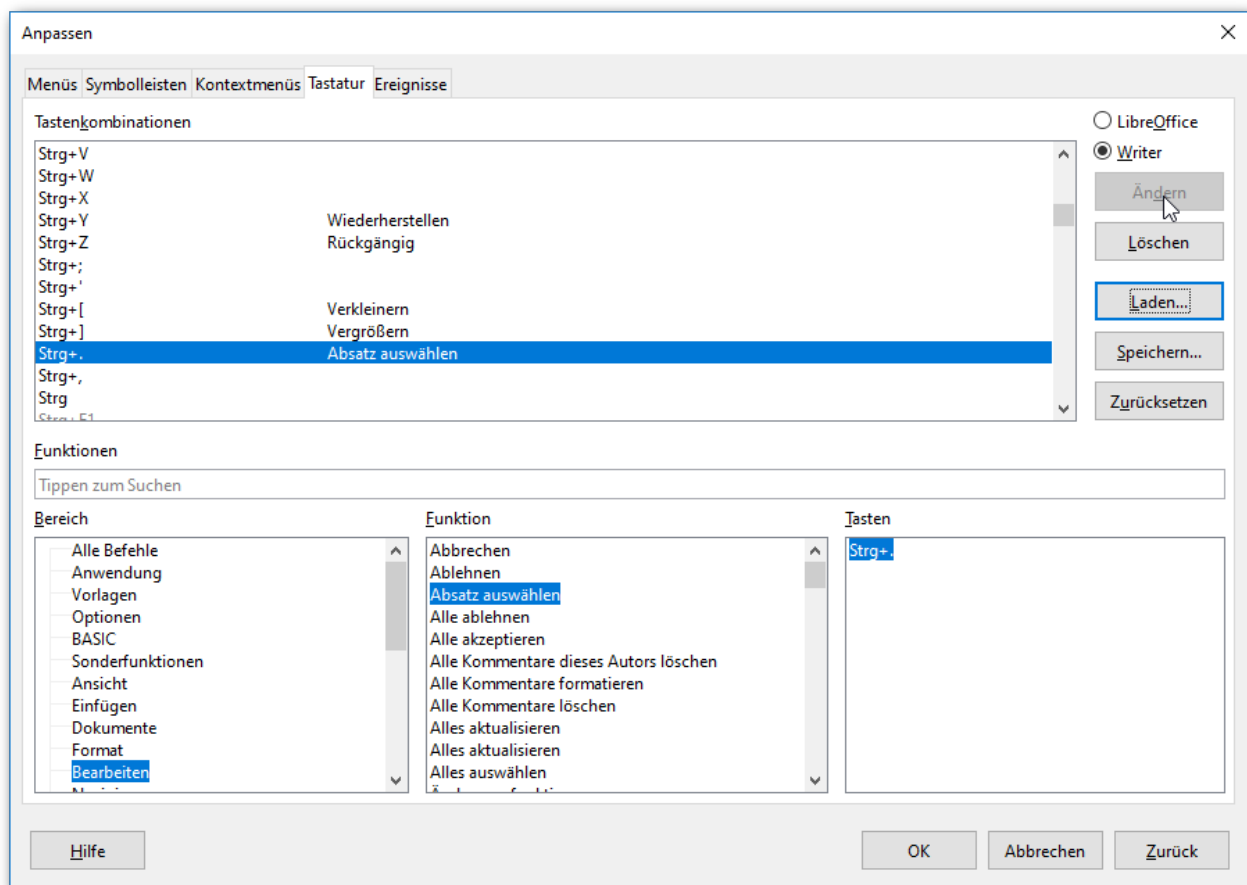 Anpassen
Menüs Symbolleisten Kontextmenüs Tastatur Ereignisse
Tastenkombinationen
Strg+V
Strg+W
Strg+X
Strg+Y Wiederherstellen
Strg+Z Rückgängig
Strg+;
Strg+'
Strg+[ Verkleinern
Strg+] Vergrößern
Strg+. Absatz auswählen
Strg+,
Strg
Strg+F1
LibreOffice
Writer
Ändern
Löschen
Laden...
Speichern...
Zurücksetzen
Funktionen
Tippen zum Suchen
Bereich
Alle Befehle
Anwendung
Vorlagen
Optionen
BASIC
Sonderfunktionen
Ansicht
Einfügen
Dokumente
Format
Bearbeiten
Funktion
Abbrechen
Ablehnen
Absatz auswählen
Alle ablehnen
Alle akzeptieren
Alle Kommentare dieses Autors löschen
Alle Kommentare formatieren
Alle Kommentare löschen
Alles aktualisieren
Alles aktualisieren
Alles auswählen
Tasten
Strg+.
Hilfe
OK
Abbrechen
Zurück